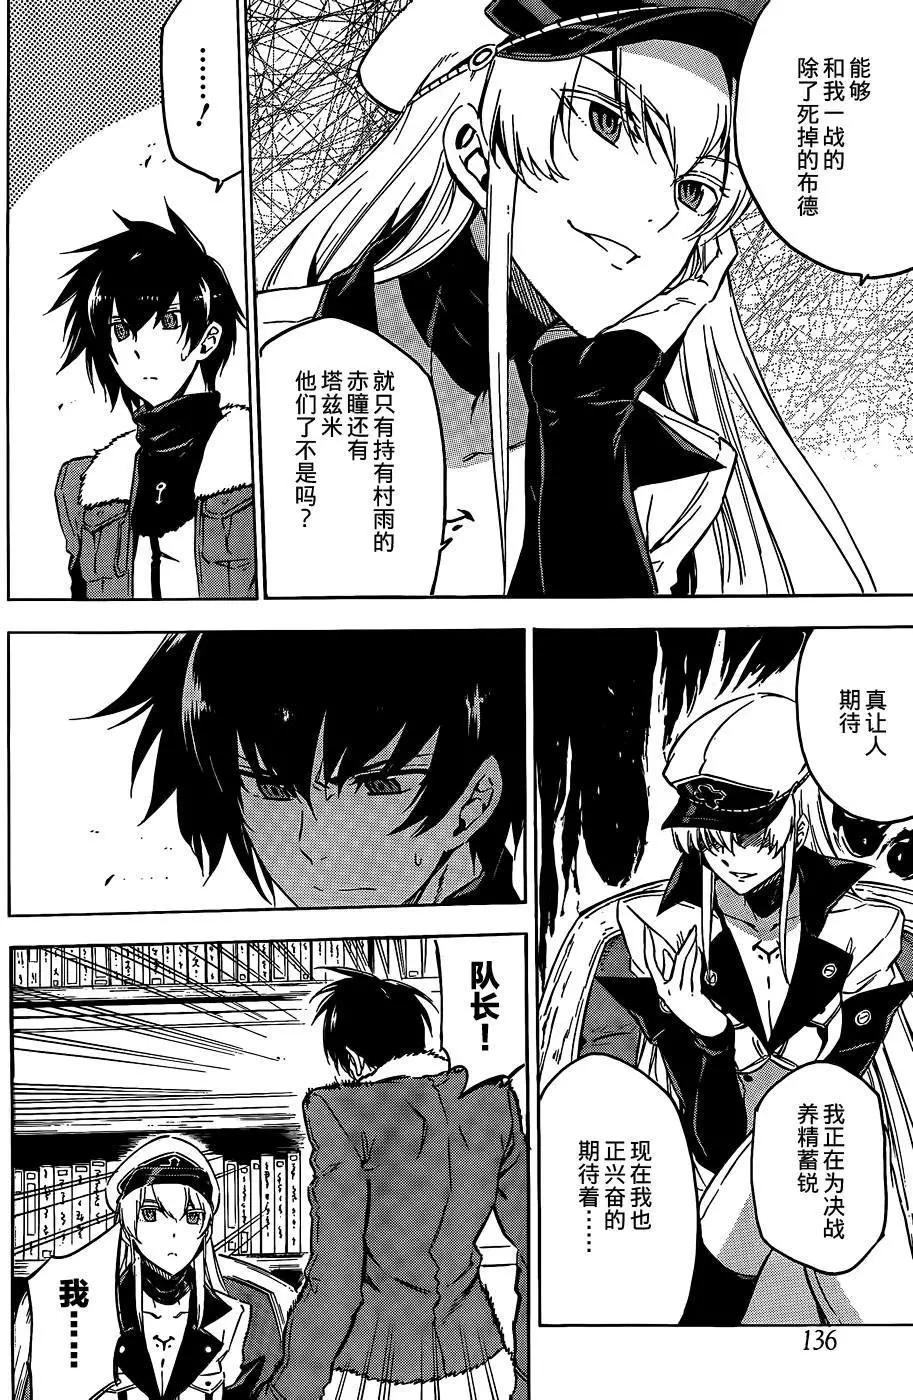 能够
和我一战的
除了死掉的布德
就只有持有村雨的
赤瞳还有
塔兹米
他们了不是吗？
……！
真让人
期待
我正在为决战
养精蓄锐
现在我也
正兴奋的
期待着……
队长！
我……
136